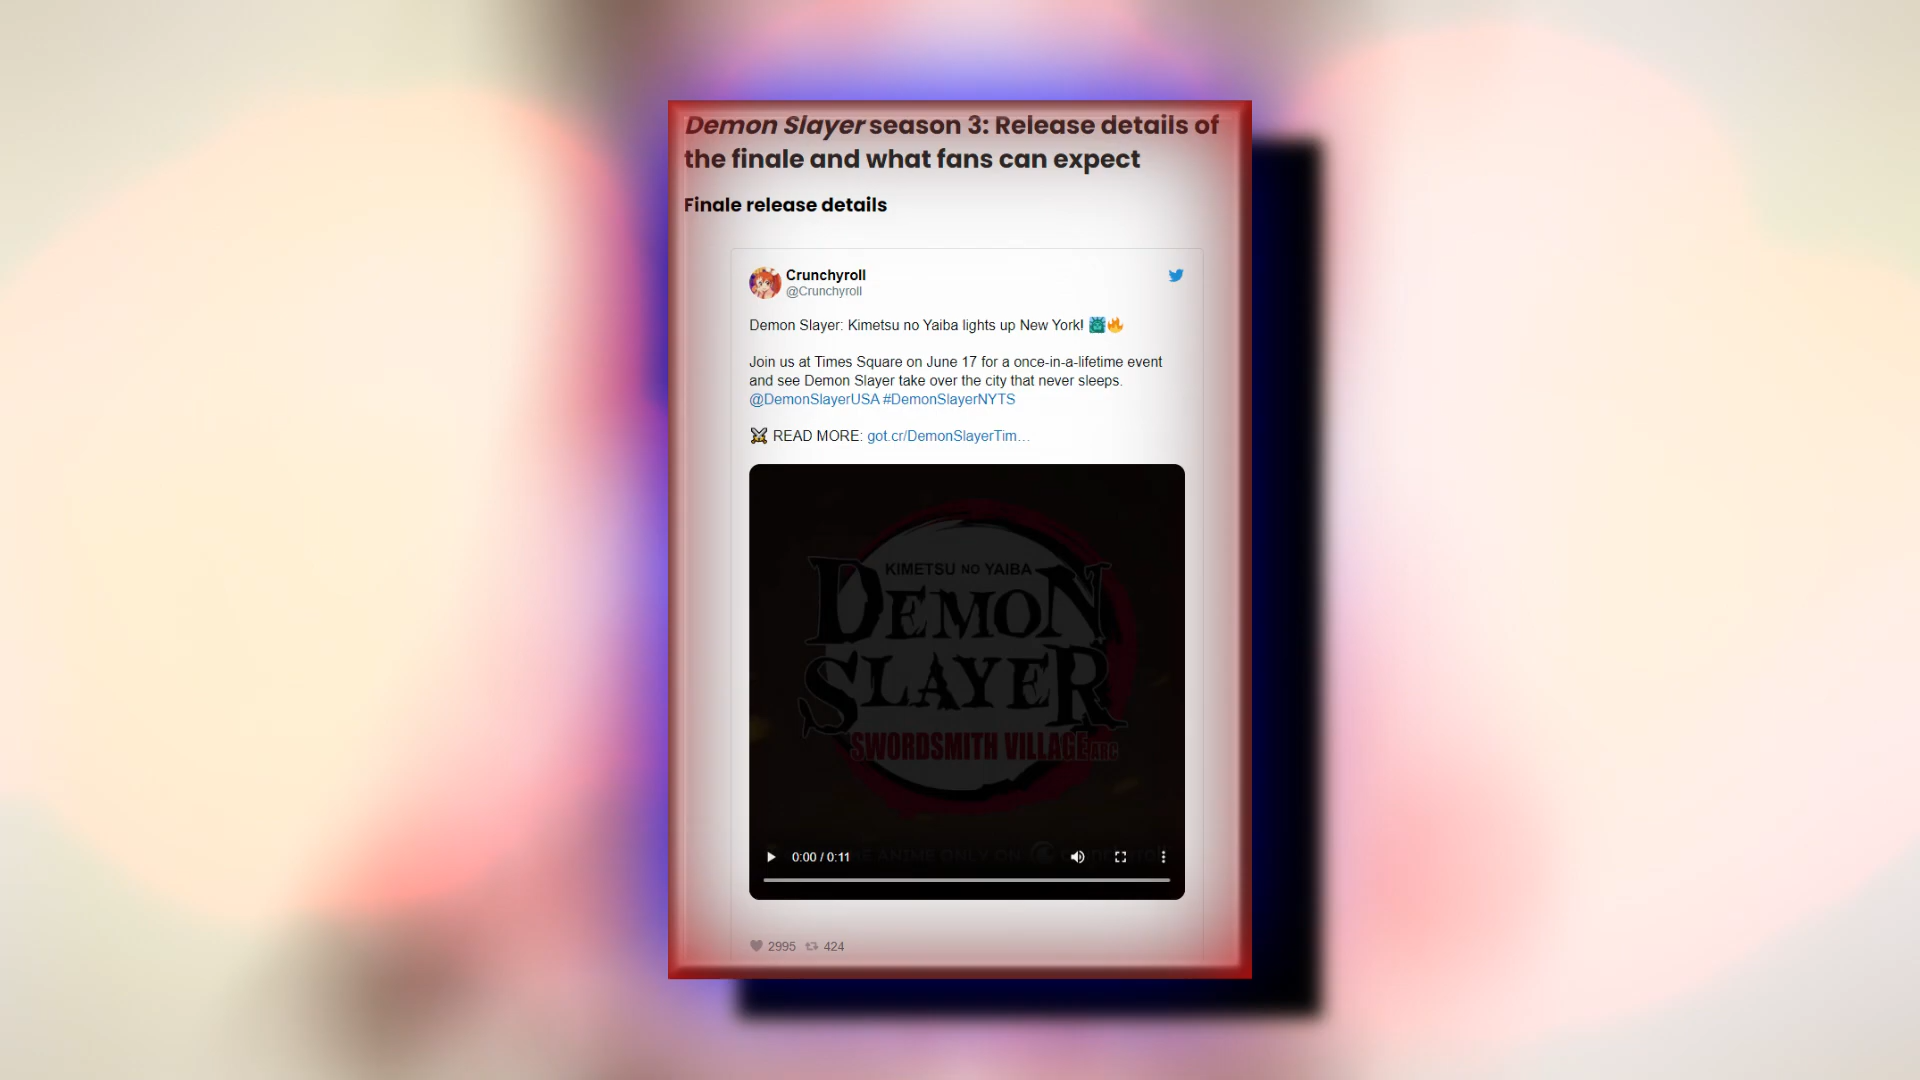 Demon Slayer season 3: Release details of
the finale and what fans can expect
Finale release details
Crunchyroll
@Crunchyroll
Demon Slayer: Kimetsu no Yaiba lights up New York! 🗽🔥
Join us at Times Square on June 17 for a once-in-a-lifetime event
and see Demon Slayer take over the city that never sleeps.
@DemonSlayerUSA #DemonSlayerNYTS
⚔️ READ MORE: got.cr/DemonSlayerTim…
KIMETSU NO YAIBA
DEMON
SLAYER
SWORDSMITH VILLAGE ARC
0:00 / 0:11
ANIME ONLY ON
2995 424